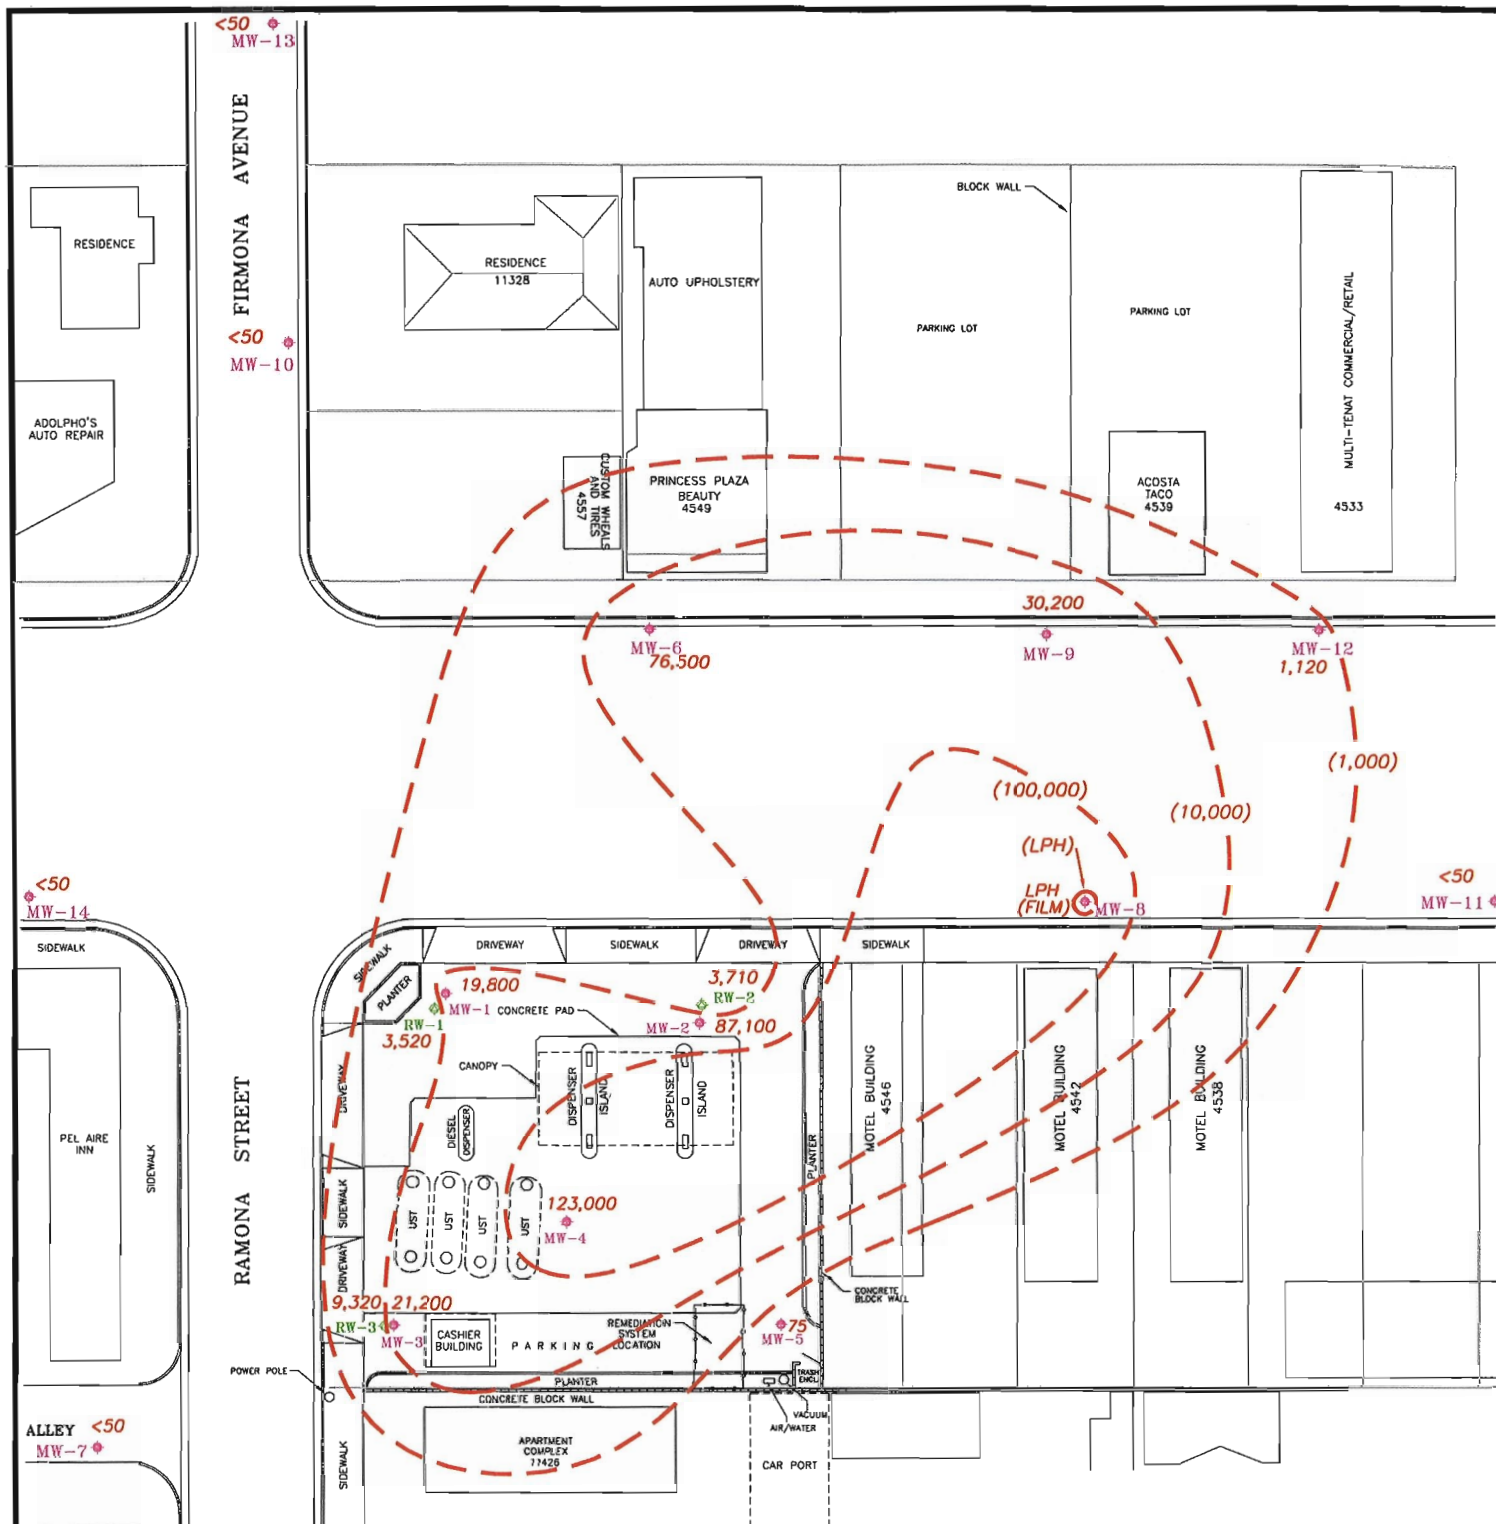 <50
MW-13
FIRMONA AVENUE
BLOCK WALL
RESIDENCE
RESIDENCE
11328
AUTO UPHOLSTERY
PARKING LOT
PARKING LOT
MULTI-TENAT COMMERCIAL/RETAIL
4533
<50
MW-10
ADOLPHO'S
AUTO REPAIR
CUSTOM WHEALS
AND TIRES
4557
PRINCESS PLAZA
BEAUTY
4549
ACOSTA
TACO
4539
30,200
MW-6
76,500
MW-9
MW-12
1,120
(1,000)
(100,000)
(10,000)
(LPH)
LPH
(FILM)
MW-8
<50
MW-11
<50
MW-14
SIDEWALK
SIDEWALK
DRIVEWAY
SIDEWALK
DRIVEWAY
SIDEWALK
PLANTER
19,800
MW-1
RW-1
3,520
CONCRETE PAD
3,710
RW-2
MW-2
87,100
CANOPY
DISPENSER
ISLAND
DISPENSER
ISLAND
DIESEL
DISPENSER
DRIVEWAY
MOTEL BUILDING
4546
MOTEL BUILDING
4542
MOTEL BUILDING
4538
PEL AIRE
INN
SIDEWALK
RAMONA STREET
PLANTER
SIDEWALK
UST
UST
UST
UST
123,000
MW-4
DRIVEWAY
CONCRETE
BLOCK WALL
9,320
21,200
RW-3
MW-3
CASHIER
BUILDING
PARKING
REMEDIATION
SYSTEM
LOCATION
75
MW-5
POWER POLE
PLANTER
TRASH
ENCL
CONCRETE BLOCK WALL
VACUUM
AIR/WATER
ALLEY
<50
MW-7
SIDEWALK
APARTMENT
COMPLEX
11426
CAR PORT